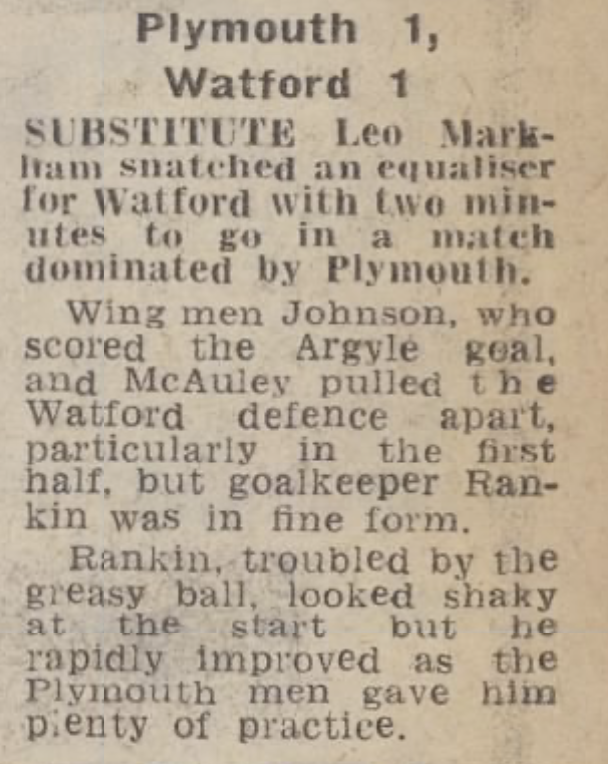 Plymouth 1,
Watford 1
SUBSTITUTE Leo Mark-
ham snatched an equaliser
for Watford with two min-
utes to go in a match
dominated by Plymouth.
Wing men Johnson, who
scored the Argyle goal,
and McAuley pulled the
Watford defence apart,
particularly in the first
half, but goalkeeper Ran-
kin was in fine form.
Rankin, troubled by the
greasy ball, looked shaky
at the start but he
rapidly improved as the
Plymouth men gave him
plenty of practice.